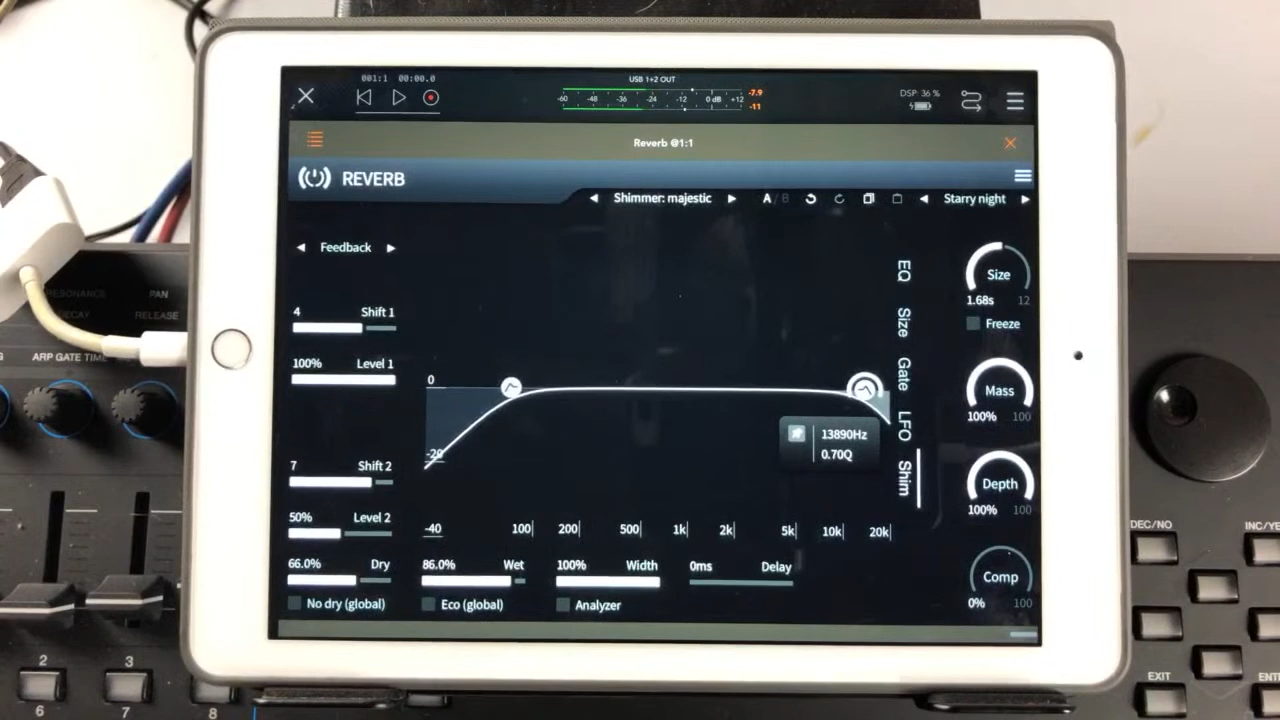 001:1 00:00.0
USB 1+2 OUT
-60 -48 -36 -24 -12 0 dB +12
-7.9
-11
DSP: 36 %
Reverb @1:1
REVERB
Shimmer: majestic
A / B
Starry night
Feedback
4 Shift 1
100% Level 1
7 Shift 2
50% Level 2
0
-20
-40
13890Hz
0.70Q
100 200 500 1k 2k 5k 10k 20k
EQ
Size
Gate
LFO
Shim
Size
1.68s 12
Freeze
Mass
100% 100
Depth
100% 100
Comp
0% 100
66.0% Dry
86.0% Wet
100% Width
0ms Delay
No dry (global)
Eco (global)
Analyzer
RESONANCE
PAN
DECAY
RELEASE
ARP GATE TIME
2 3
6 7 8
DEC/NO
EXIT